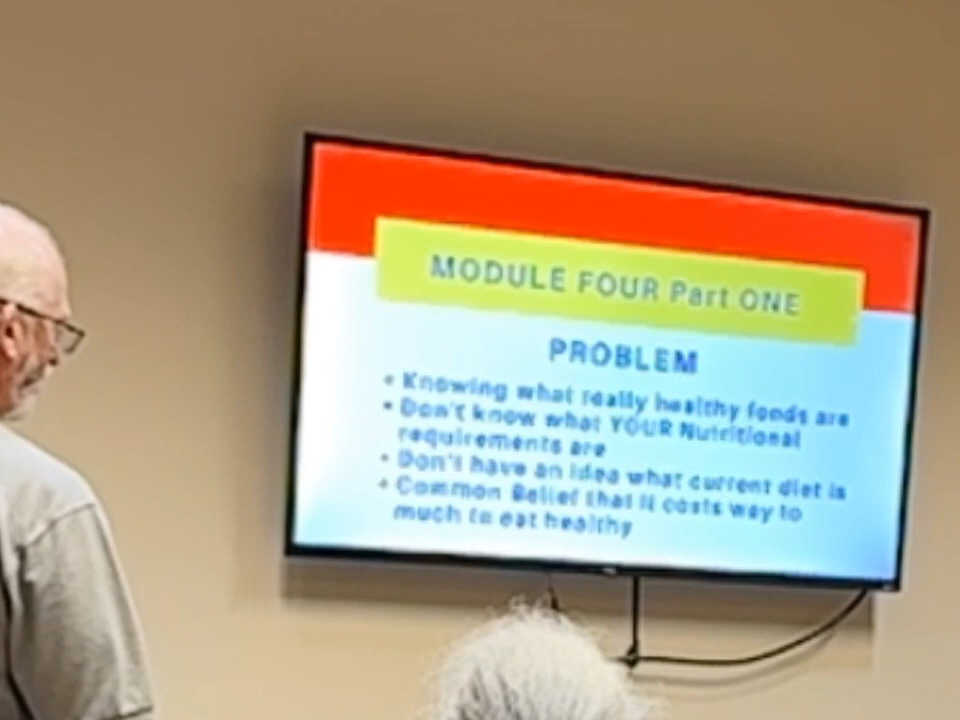 MODULE FOUR Part ONE
PROBLEM
• Knowing what really healthy foods are
• Don't know what YOUR Nutritional
requirements are
• Don't have an idea what current diet is
• Common Belief that it costs way to
much to eat healthy